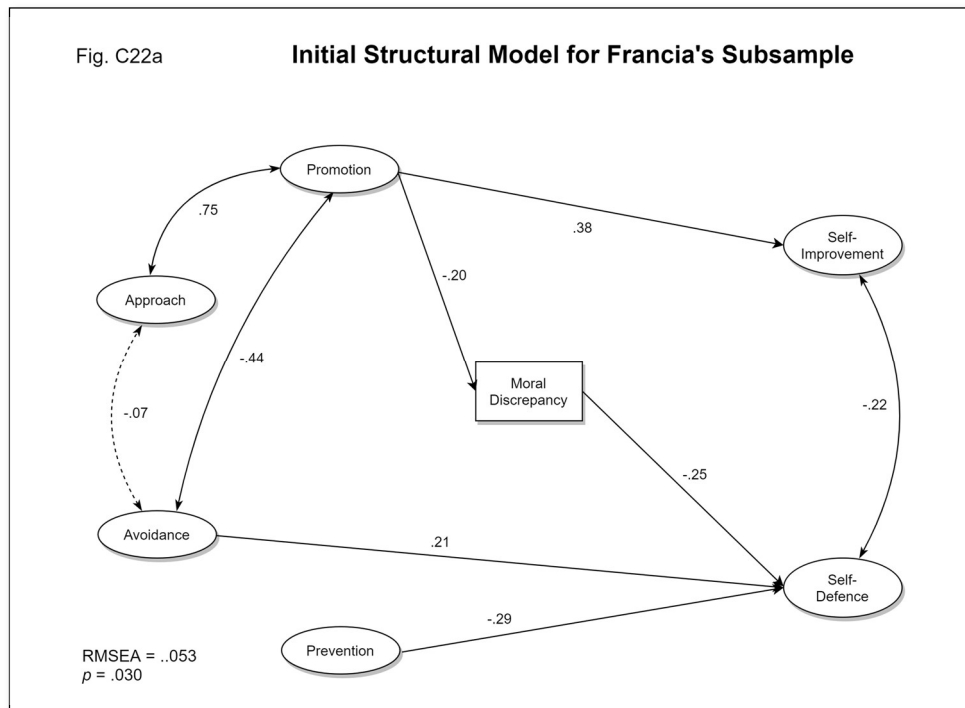 Fig. C22a
Initial Structural Model for Francia's Subsample
Promotion
.75
.38
Self-
Improvement
-.20
Approach
-.44
Moral
Discrepancy
-.07
-.22
-.25
Avoidance
.21
Self-
Defence
-.29
Prevention
RMSEA = ..053
p = .030